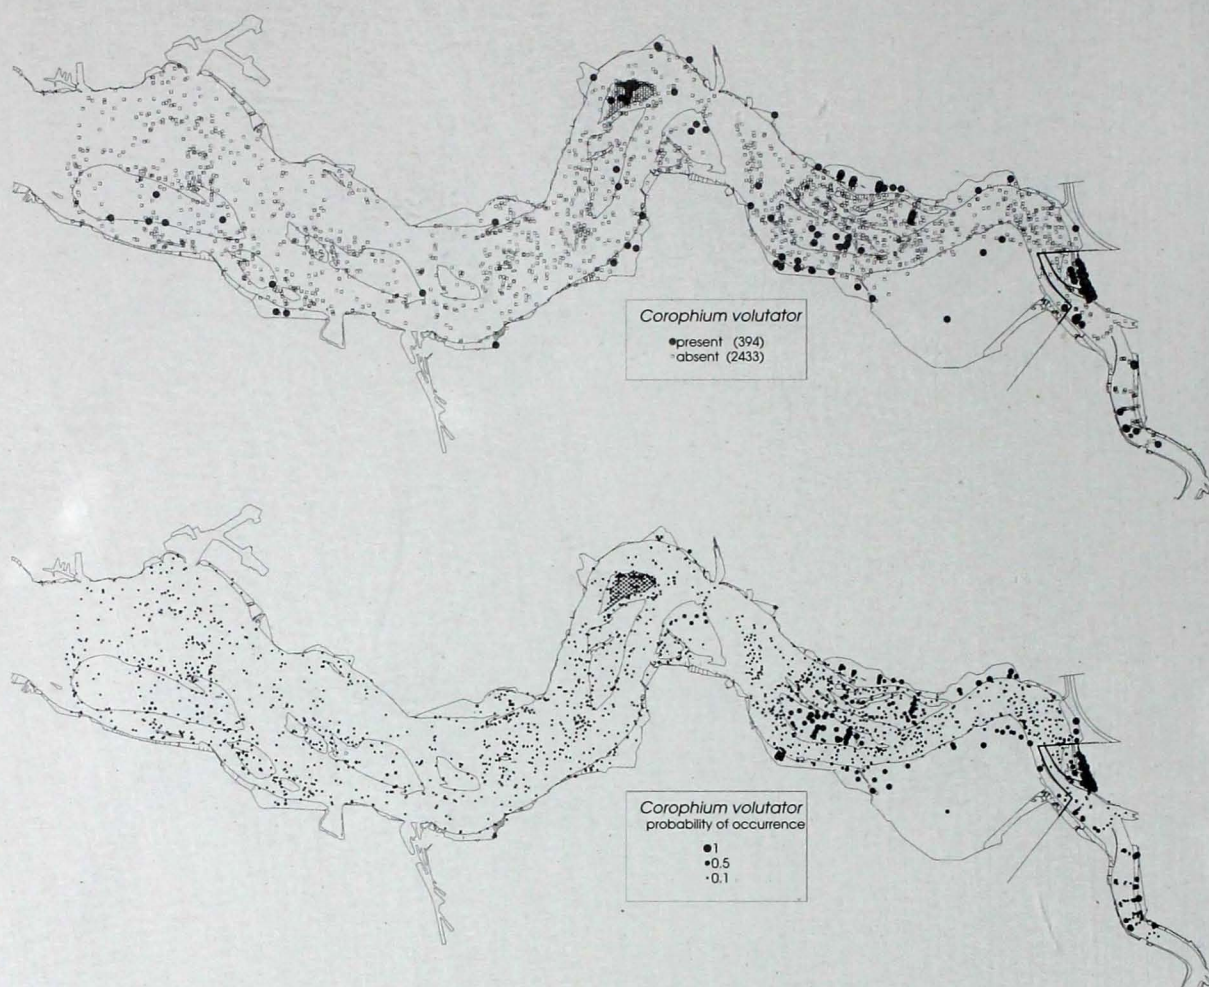 Corophium volutator
●present (394)
▫absent (2433)
Corophium volutator
probability of occurrence
●1
•0.5
·0.1